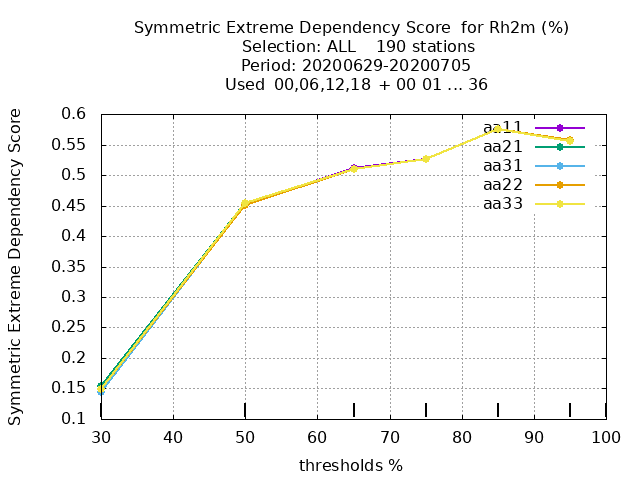 Symmetric Extreme Dependency Score  for Rh2m (%)
Selection: ALL    190 stations
Period: 20200629-20200705
Used  00,06,12,18 + 00 01 ... 36
Symmetric Extreme Dependency Score
0.6
0.55
0.5
0.45
0.4
0.35
0.3
0.25
0.2
0.15
0.1
aa11
aa21
aa31
aa22
aa33
30 40 50 60 70 80 90 100
thresholds %